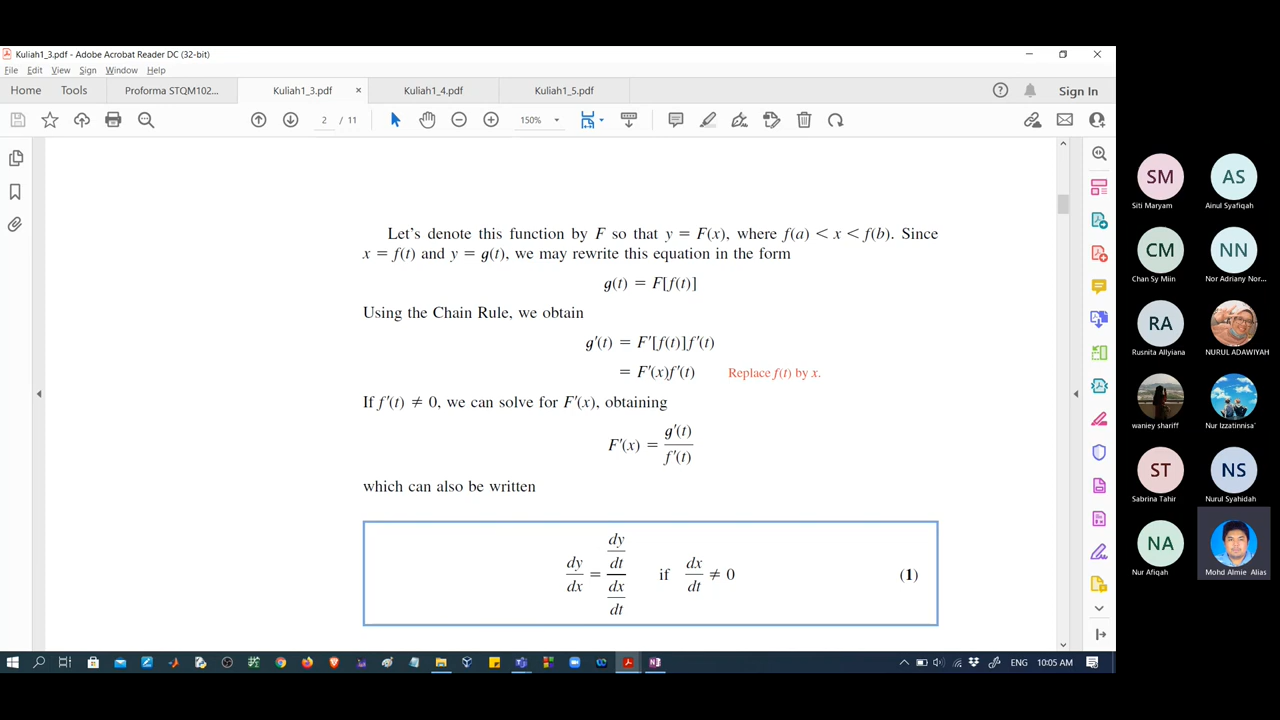 Kuliah1_3.pdf - Adobe Acrobat Reader DC (32-bit)
File Edit View Sign Window Help
Home Tools Proforma STQM102... Kuliah1_3.pdf × Kuliah1_4.pdf Kuliah1_5.pdf Sign In
2 / 11 150%
Let's denote this function by F so that y = F(x), where f(a) < x < f(b). Since
x = f(t) and y = g(t), we may rewrite this equation in the form
g(t) = F[f(t)]
Using the Chain Rule, we obtain
g′(t) = F′[f(t)]f′(t)
= F′(x)f′(t) Replace f(t) by x.
If f′(t) ≠ 0, we can solve for F′(x), obtaining
F′(x) = g′(t)/f′(t)
which can also be written
dy/dx = (dy/dt)/(dx/dt) if dx/dt ≠ 0 (1)
SM AS
Siti Maryam Ainul Syafiqah
CM NN
Chan Sy Miin Nor Adriany Nor...
RA
Rusnita Allyiana NURUL ADAWIYAH
waniey shariff Nur Izzatinnisa`
ST NS
Sabrina Tahir Nurul Syahidah
NA
Nur Afiqah Mohd Almie Alias
ENG 10:05 AM